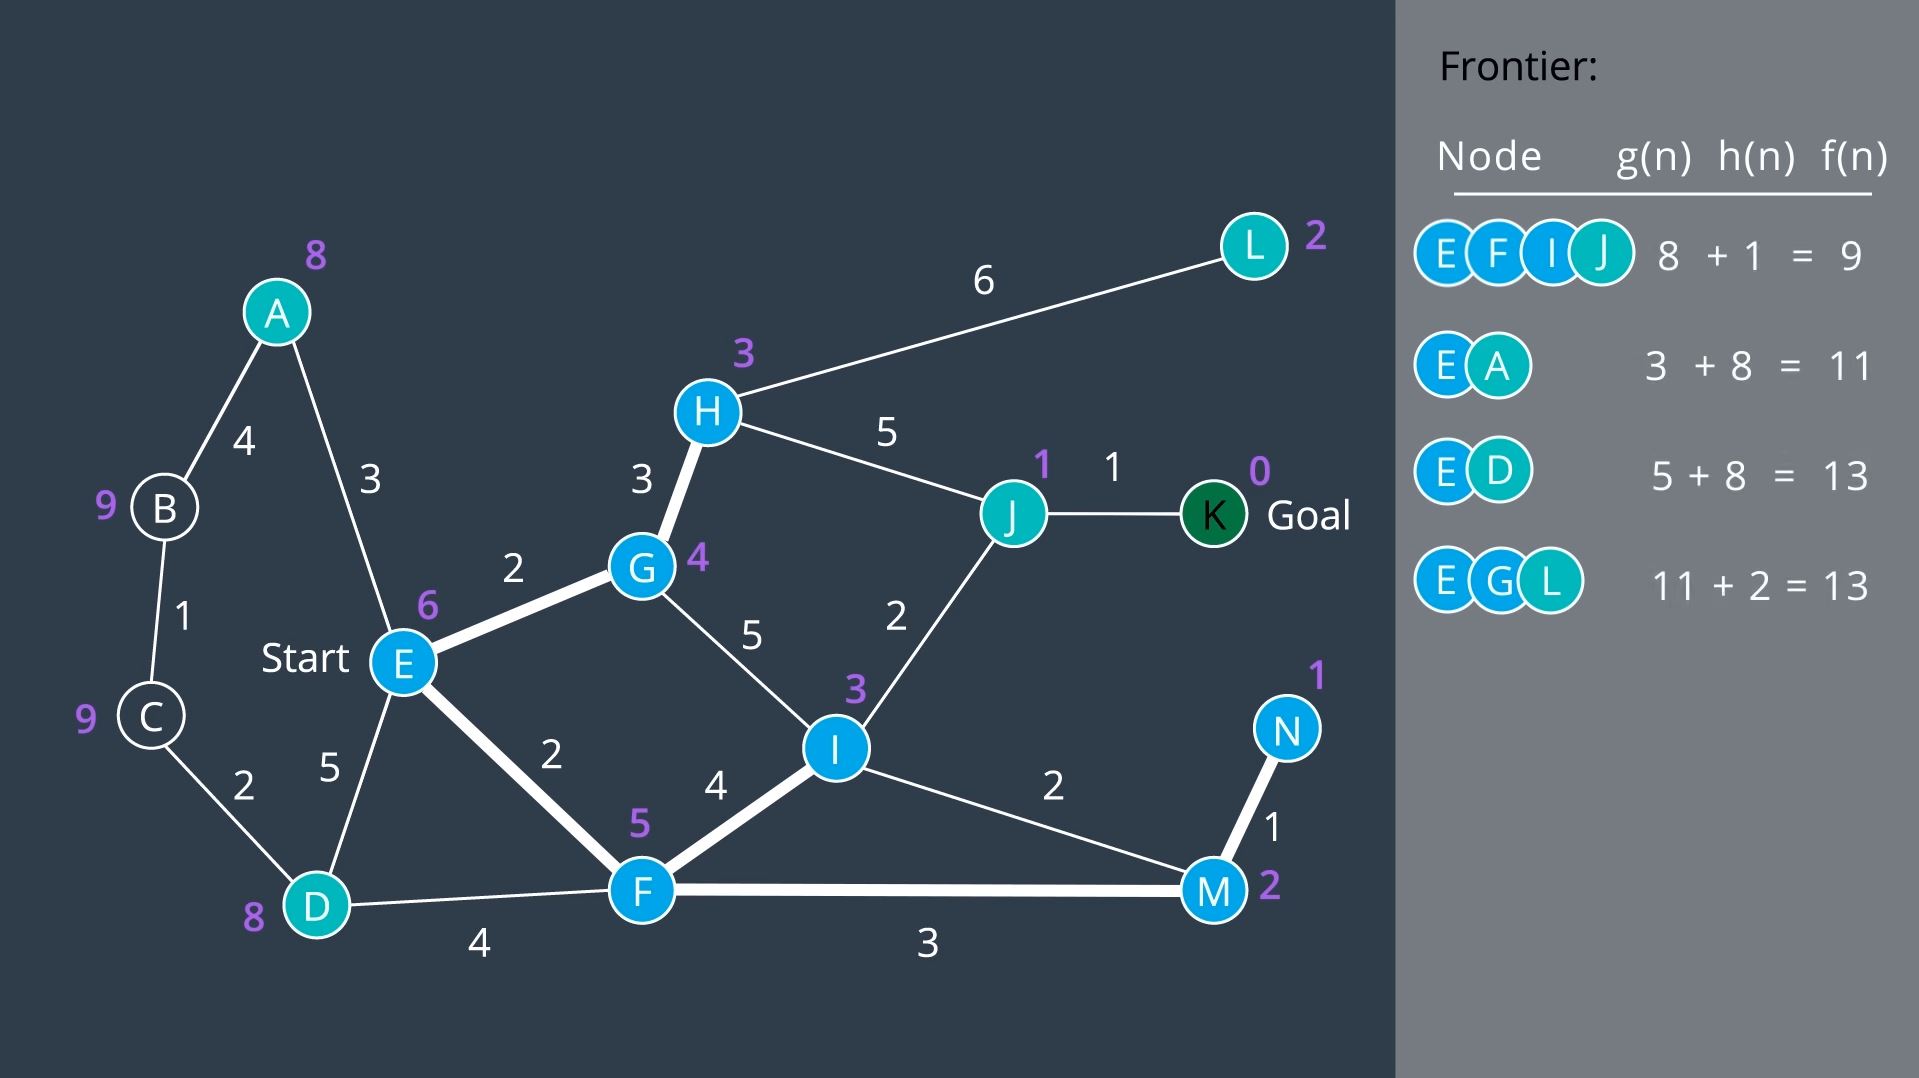 Frontier:
Node g(n) h(n) f(n)
E F I J 8 + 1 = 9
E A 3 + 8 = 11
E D 5 + 8 = 13
E G L 11 + 2 = 13
L 2
6
8
A
3
H
5
4
3
3
1
1
0
9
B
J
K
Goal
2
G
4
6
5
2
1
Start
E
3
1
9
C
I
N
2
5
2
4
2
5
1
8
D
F
M
2
4
3